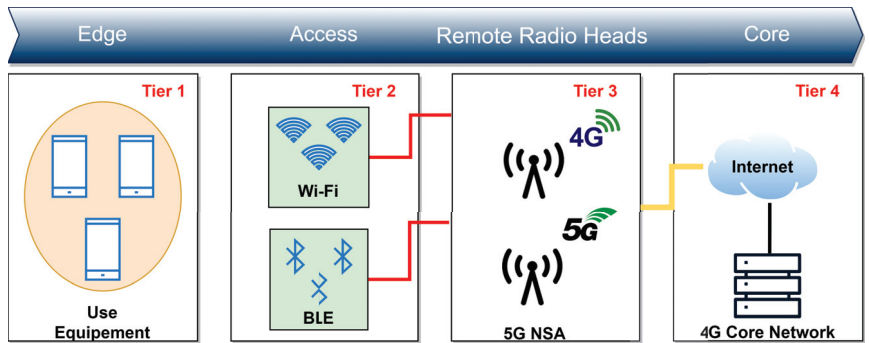 Edge
Access
Remote Radio Heads
Core
Tier 1
Use
Equipement
Tier 2
Wi-Fi
BLE
Tier 3
4G
5G
5G NSA
Tier 4
Internet
4G Core Network